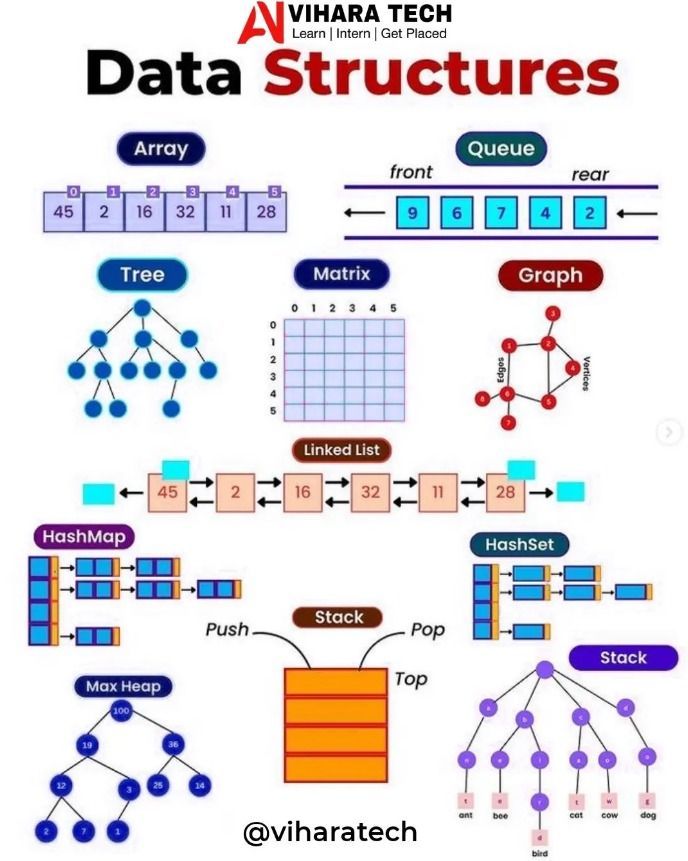 VIHARA TECH
Learn | Intern | Get Placed
Data Structures
Array
0 1 2 3 4 5
45 2 16 32 11 28
Queue
front rear
9 6 7 4 2
Tree
Matrix
0 1 2 3 4 5
0
1
2
3
4
5
Graph
3
1 2
4
Edges
Vertices
6
8 5
7
Linked List
45 2 16 32 11 28
HashMap
HashSet
Stack
Push Pop
Top
Max Heap
100
19 36
12 3 25 14
2 7 1
Stack
a b c d
n e i a o o
t e r t w g
ant bee cat cow dog
d
bird
@viharatech